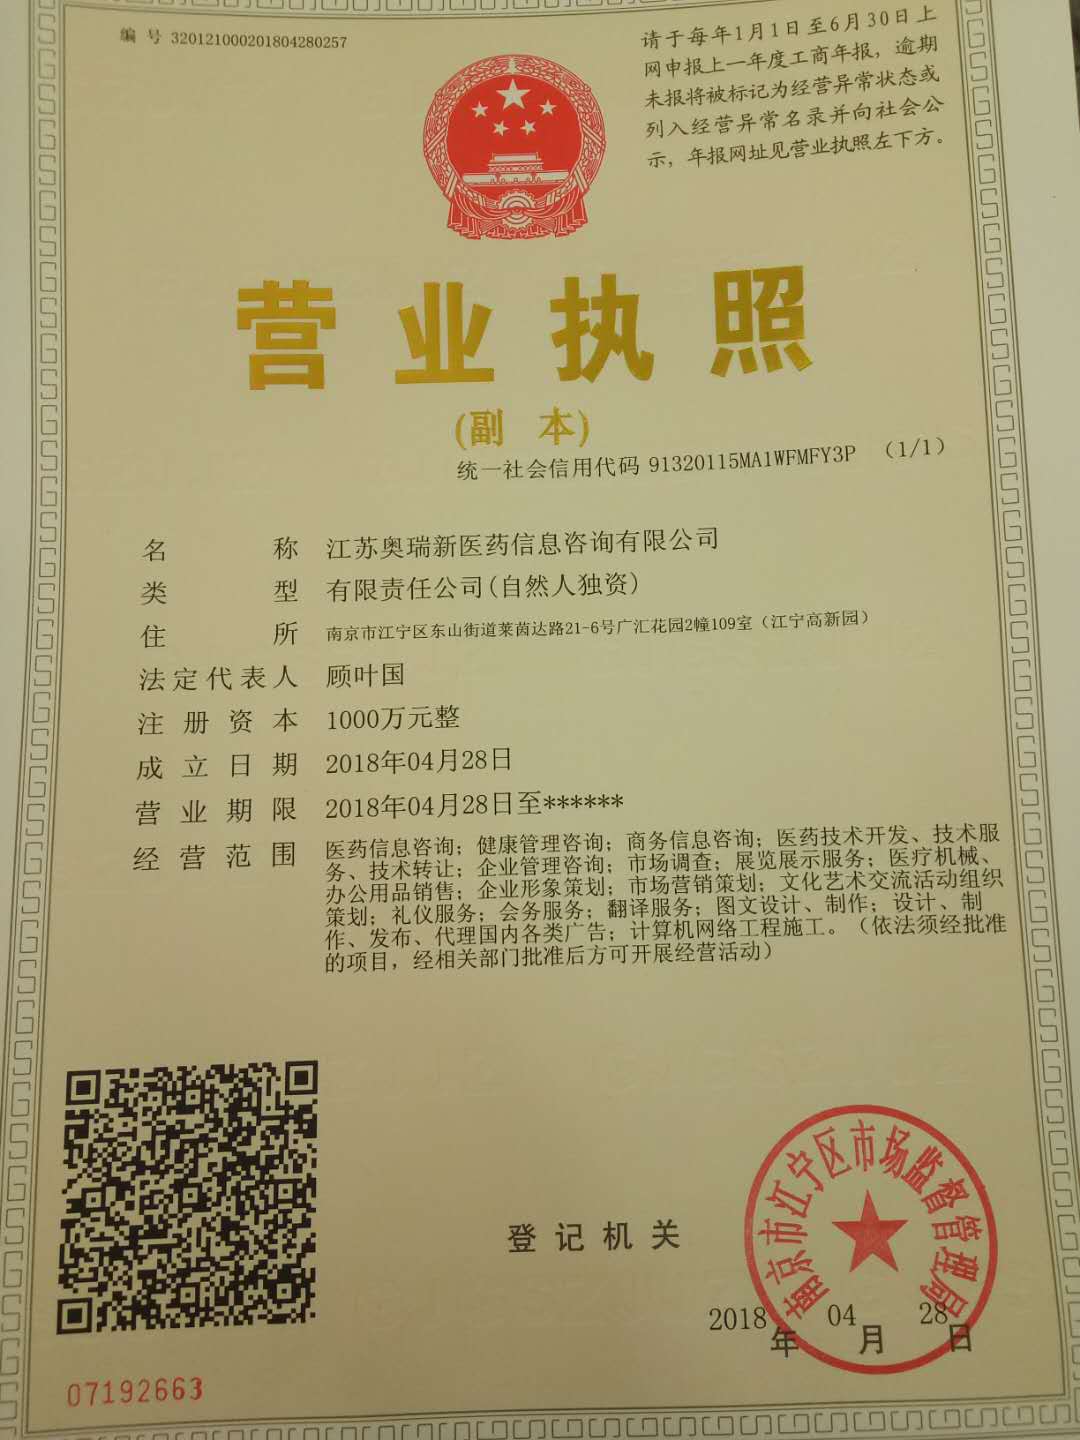 编 号 320121000201804280257
请于每年1月1日至6月30日上
网申报上一年度工商年报，逾期
未报将被标记为经营异常状态或
列入经营异常名录并向社会公
示，年报网址见营业执照左下方。
营业执照
(副 本)
统一社会信用代码 91320115MA1WFMFY3P （1/1）
名 称 江苏奥瑞新医药信息咨询有限公司
类 型 有限责任公司(自然人独资)
住 所 南京市江宁区东山街道莱茵达路21-6号广汇花园2幢109室（江宁高新园）
法定代表人 顾叶国
注 册 资 本 1000万元整
成 立 日 期 2018年04月28日
营 业 期 限 2018年04月28日至******
经 营 范 围 医药信息咨询；健康管理咨询；商务信息咨询；医药技术开发、技术服
务、技术转让；企业管理咨询；市场调查；展览展示服务；医疗机械、
办公用品销售；企业形象策划；市场营销策划；文化艺术交流活动组织
策划；礼仪服务；会务服务；翻译服务；图文设计、制作；设计、制
作、发布、代理国内各类广告；计算机网络工程施工。（依法须经批准
的项目，经相关部门批准后方可开展经营活动）
登 记 机 关
南京市江宁区市场监督管理局
2018年04月28日
07192663